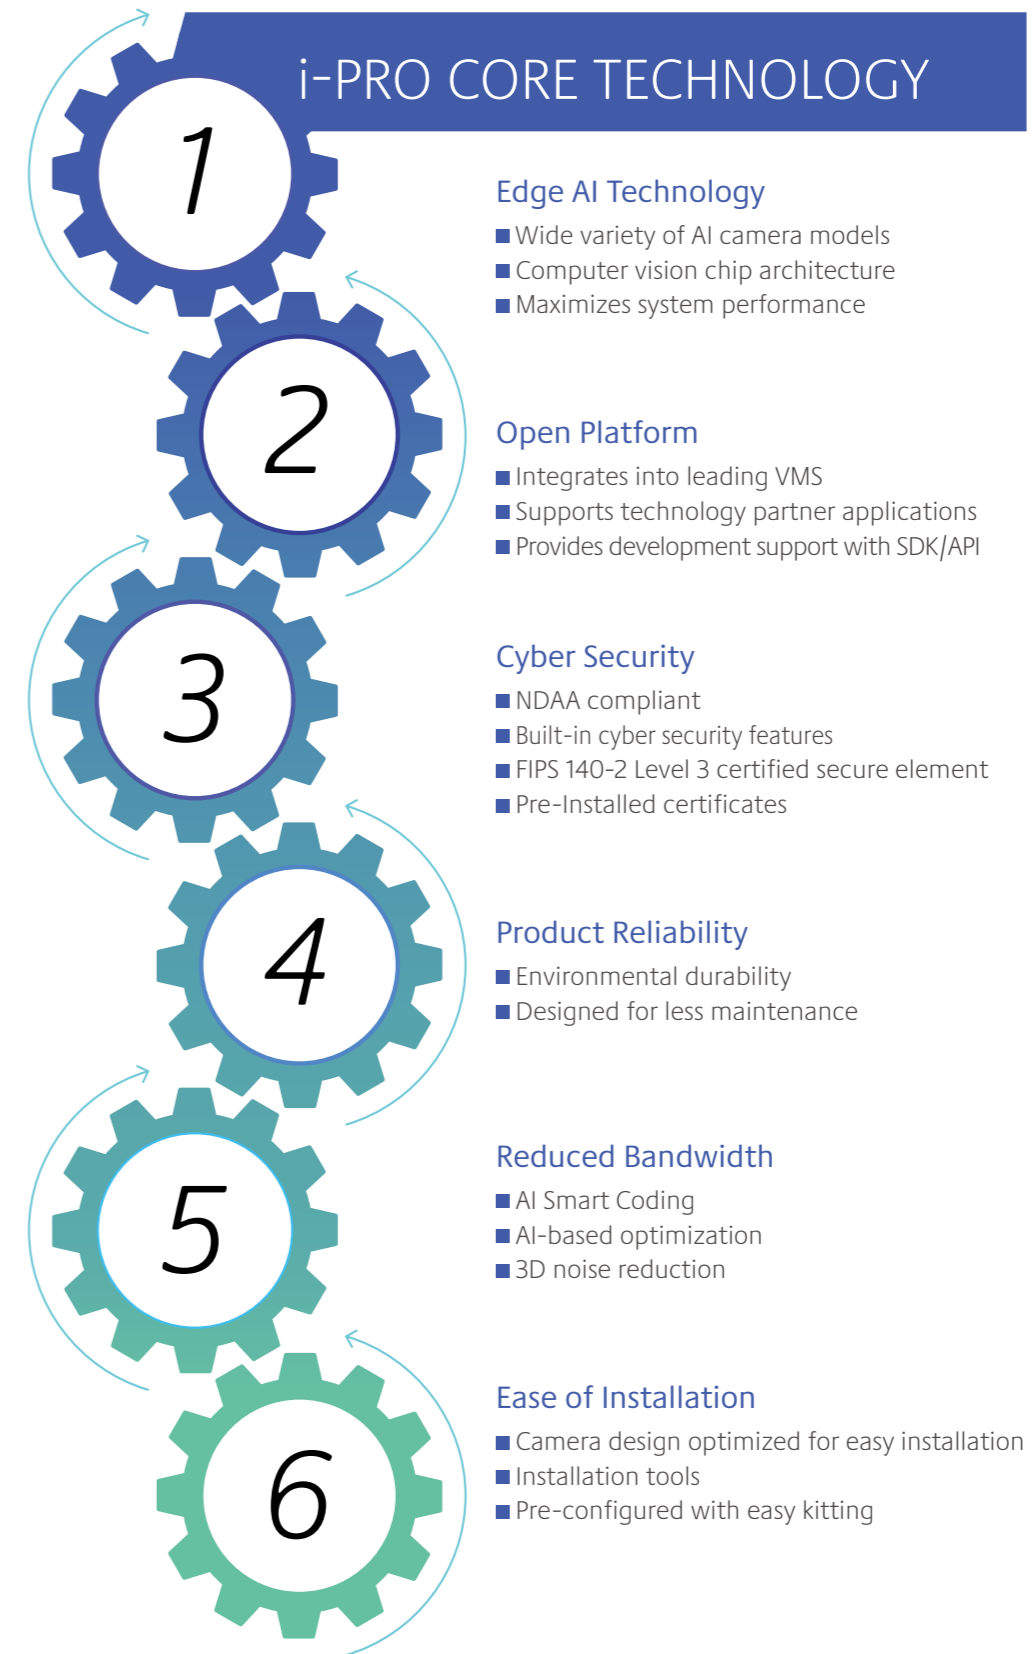 i-PRO CORE TECHNOLOGY
1
Edge AI Technology
Wide variety of AI camera models
Computer vision chip architecture
Maximizes system performance
2
Open Platform
Integrates into leading VMS
Supports technology partner applications
Provides development support with SDK/API
3
Cyber Security
NDAA compliant
Built-in cyber security features
FIPS 140-2 Level 3 certified secure element
Pre-Installed certificates
4
Product Reliability
Environmental durability
Designed for less maintenance
5
Reduced Bandwidth
AI Smart Coding
AI-based optimization
3D noise reduction
6
Ease of Installation
Camera design optimized for easy installation
Installation tools
Pre-configured with easy kitting